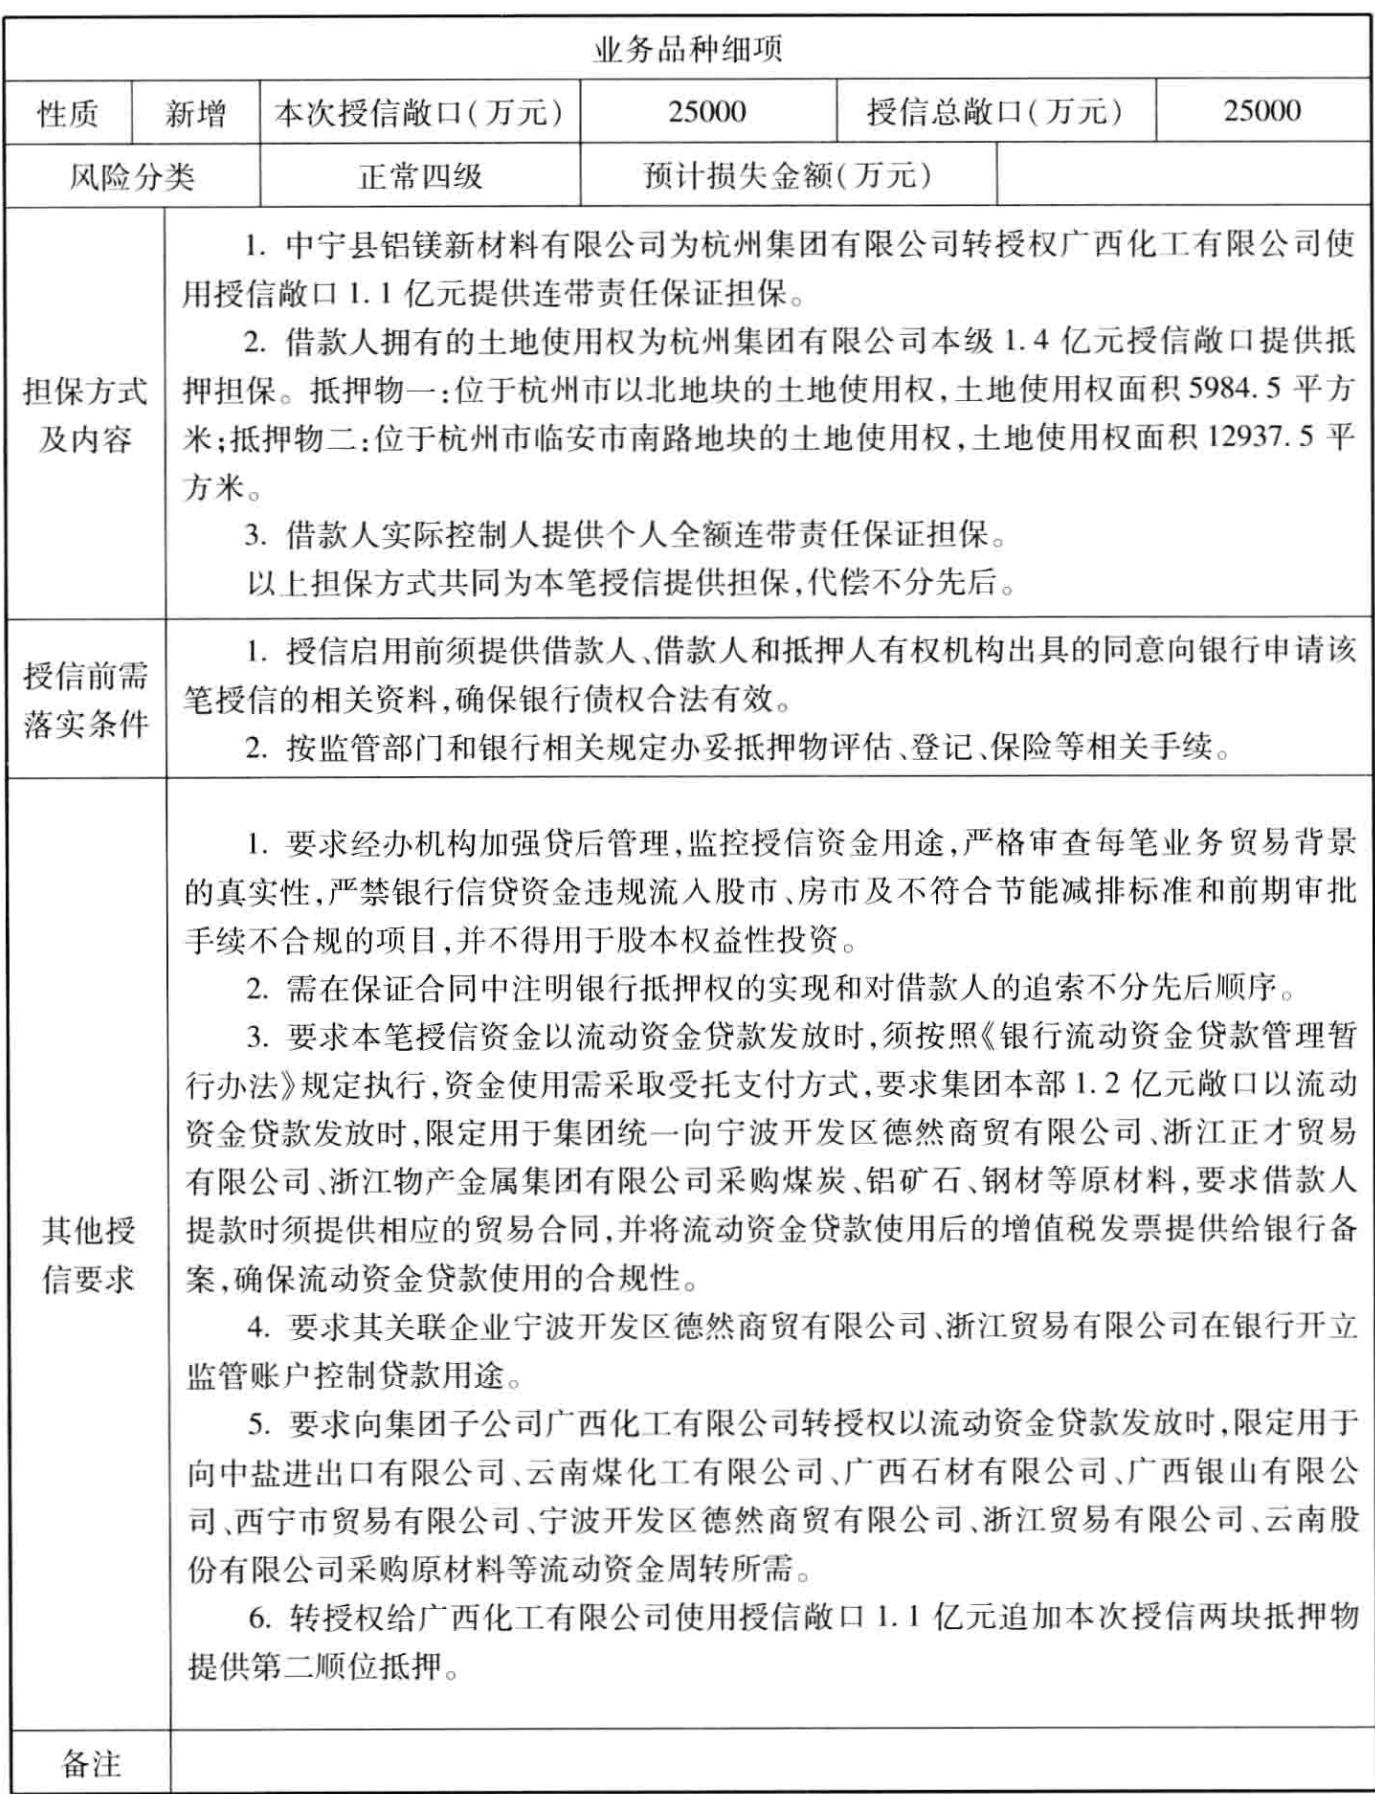 业务品种细项
性质 新增 本次授信敞口(万元) 25000 授信总敞口(万元) 25000
风险分类 正常四级 预计损失金额(万元)
担保方式
及内容
1. 中宁县铝镁新材料有限公司为杭州集团有限公司转授权广西化工有限公司使
用授信敞口1.1亿元提供连带责任保证担保。
2. 借款人拥有的土地使用权为杭州集团有限公司本级1.4亿元授信敞口提供抵
押担保。抵押物一:位于杭州市以北地块的土地使用权,土地使用权面积5984.5平方
米;抵押物二:位于杭州市临安市南路地块的土地使用权,土地使用权面积12937.5平
方米。
3. 借款人实际控制人提供个人全额连带责任保证担保。
以上担保方式共同为本笔授信提供担保,代偿不分先后。
授信前需
落实条件
1. 授信启用前须提供借款人、借款人和抵押人有权机构出具的同意向银行申请该
笔授信的相关资料,确保银行债权合法有效。
2. 按监管部门和银行相关规定办妥抵押物评估、登记、保险等相关手续。
其他授
信要求
1. 要求经办机构加强贷后管理,监控授信资金用途,严格审查每笔业务贸易背景
的真实性,严禁银行信贷资金违规流入股市、房市及不符合节能减排标准和前期审批
手续不合规的项目,并不得用于股本权益性投资。
2. 需在保证合同中注明银行抵押权的实现和对借款人的追索不分先后顺序。
3. 要求本笔授信资金以流动资金贷款发放时,须按照《银行流动资金贷款管理暂
行办法》规定执行,资金使用需采取受托支付方式,要求集团本部1.2亿元敞口以流动
资金贷款发放时,限定用于集团统一向宁波开发区德然商贸有限公司、浙江正才贸易
有限公司、浙江物产金属集团有限公司采购煤炭、铝矿石、钢材等原材料,要求借款人
提款时须提供相应的贸易合同,并将流动资金贷款使用后的增值税发票提供给银行备
案,确保流动资金贷款使用的合规性。
4. 要求其关联企业宁波开发区德然商贸有限公司、浙江贸易有限公司在银行开立
监管账户控制贷款用途。
5. 要求向集团子公司广西化工有限公司转授权以流动资金贷款发放时,限定用于
向中盐进出口有限公司、云南煤化工有限公司、广西石材有限公司、广西银山有限公
司、西宁市贸易有限公司、宁波开发区德然商贸有限公司、浙江贸易有限公司、云南股
份有限公司采购原材料等流动资金周转所需。
6. 转授权给广西化工有限公司使用授信敞口1.1亿元追加本次授信两块抵押物
提供第二顺位抵押。
备注